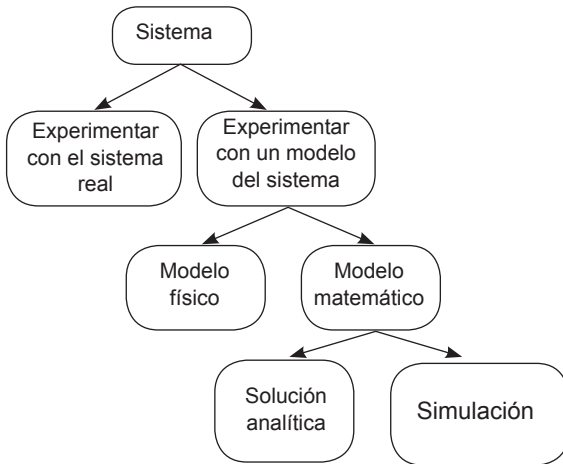 Sistema
Experimentar
con el sistema
real
Experimentar
con un modelo
del sistema
Modelo
físico
Modelo
matemático
Solución
analítica
Simulación